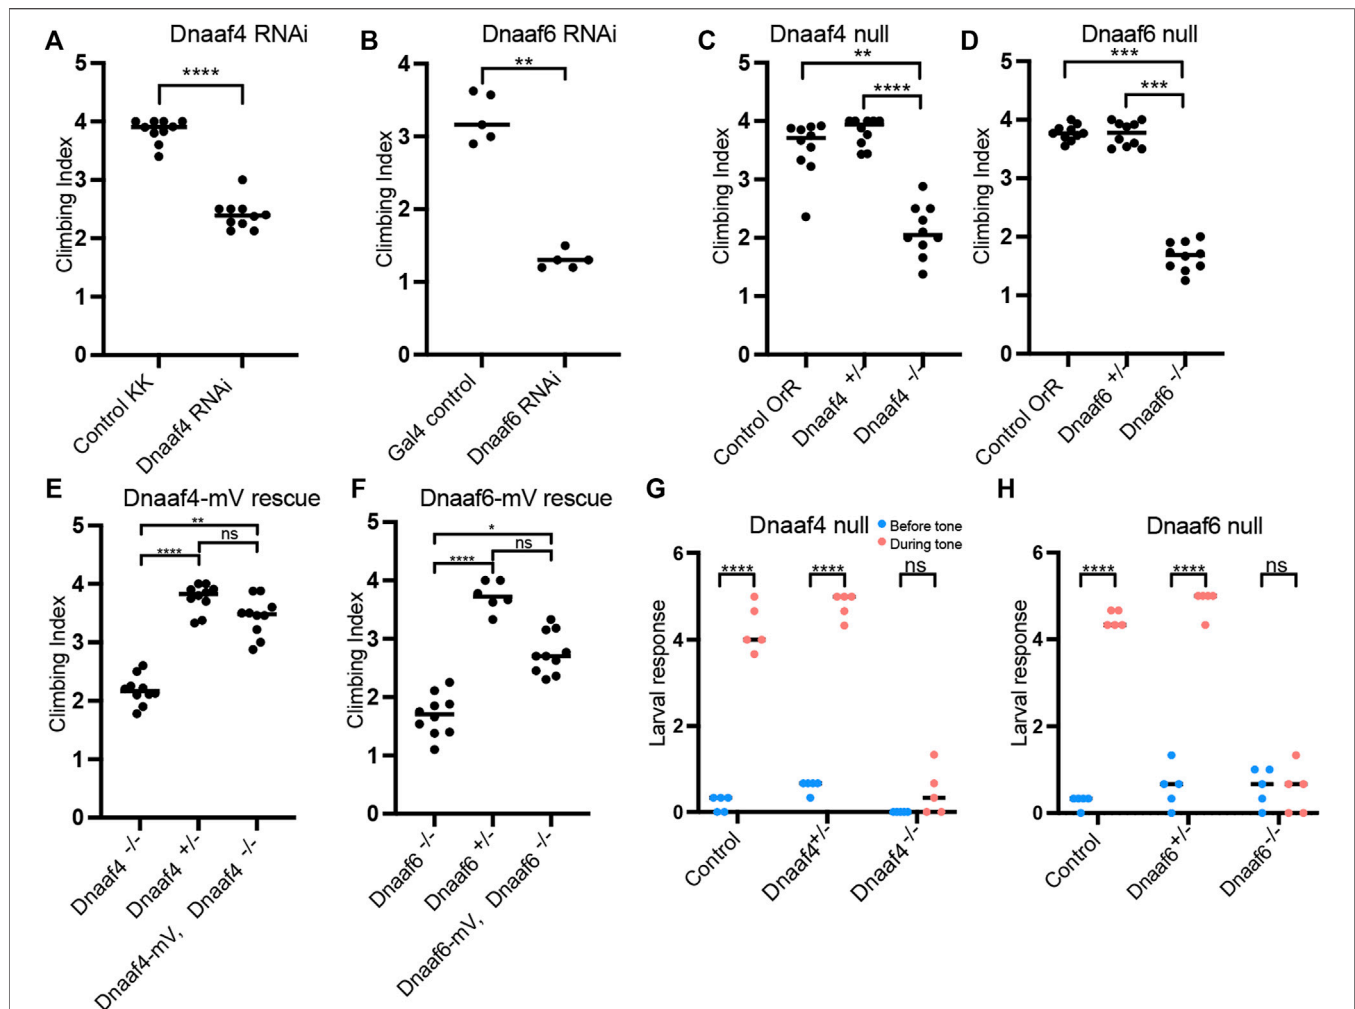 A
Dnaaf4 RNAi
****
Climbing Index
5
4
3
2
1
0
Control KK
Dnaaf4 RNAi
B
Dnaaf6 RNAi
**
Climbing Index
4
3
2
1
0
Gal4 control
Dnaaf6 RNAi
C
Dnaaf4 null
**
****
Climbing Index
5
4
3
2
1
0
Control OrR
Dnaaf4 +/-
Dnaaf4 -/-
D
Dnaaf6 null
***
***
Climbing Index
5
4
3
2
1
0
Control OrR
Dnaaf6 +/-
Dnaaf6 -/-
E
Dnaaf4-mV rescue
**
**** ns
Climbing Index
5
4
3
2
1
0
Dnaaf4 -/-
Dnaaf4 +/-
Dnaaf4-mV, Dnaaf4 -/-
F
Dnaaf6-mV rescue
*
**** ns
Climbing Index
5
4
3
2
1
0
Dnaaf6 -/-
Dnaaf6 +/-
Dnaaf6-mV, Dnaaf6 -/-
G
Dnaaf4 null
Before tone
During tone
**** **** ns
Larval response
6
4
2
0
Control
Dnaaf4+/-
Dnaaf4-/-
H
Dnaaf6 null
**** **** ns
Larval response
6
4
2
0
Control
Dnaaf6+/-
Dnaaf6-/-